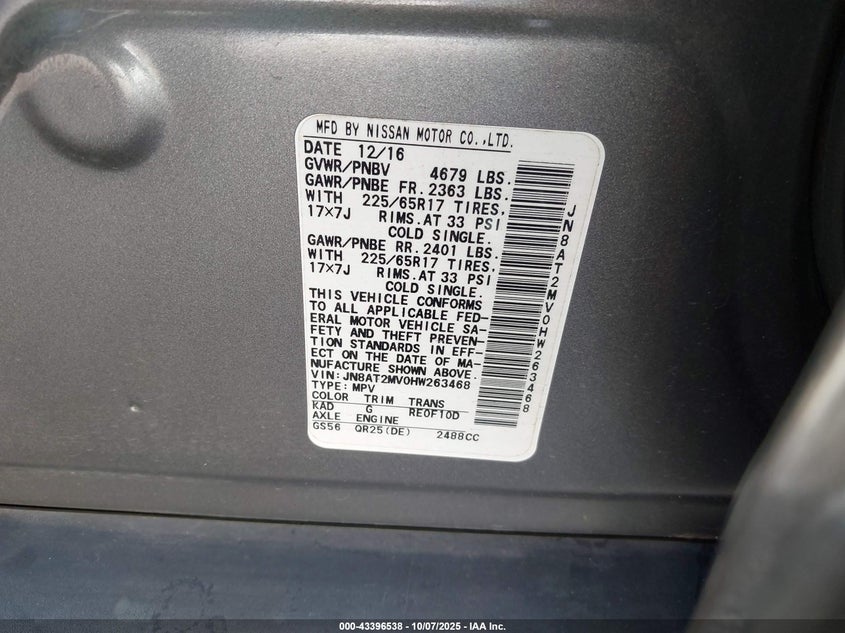 MFD BY NISSAN MOTOR CO.,LTD.
DATE 12/16
GVWR/PNBV 4679 LBS.
GAWR/PNBE FR. 2363 LBS.
WITH 225/65R17 TIRES,
17×7J RIMS.AT 33 PSI
COLD SINGLE.
GAWR/PNBE RR. 2401 LBS.
WITH 225/65R17 TIRES,
17×7J RIMS.AT 33 PSI
COLD SINGLE.
THIS VEHICLE CONFORMS
TO ALL APPLICABLE FED-
ERAL MOTOR VEHICLE SA-
FETY AND THEFT PREVEN-
TION STANDARDS IN EFF-
ECT ON THE DATE OF MA-
NUFACTURE SHOWN ABOVE.
VIN: JN8AT2MV0HW263468
TYPE: MPV
COLOR TRIM TRANS
KAD G RE0F10D
AXLE ENGINE
GS56 QR25(DE) 2488CC
JN8AT2MV0HW263468
000-43396538 - 10/07/2025 - IAA Inc.